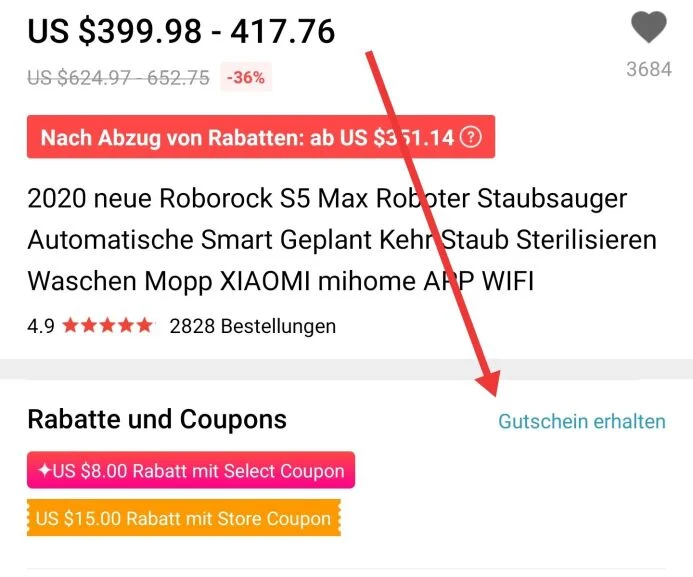 US $399.98 - 417.76
3684
US $624.97 - 652.75 -36%
Nach Abzug von Rabatten: ab US $351.14 ?
2020 neue Roborock S5 Max Roboter Staubsauger
Automatische Smart Geplant Kehr Staub Sterilisieren
Waschen Mopp XIAOMI mihome APP WIFI
4.9 2828 Bestellungen
Rabatte und Coupons Gutschein erhalten
US $8.00 Rabatt mit Select Coupon
US $15.00 Rabatt mit Store Coupon